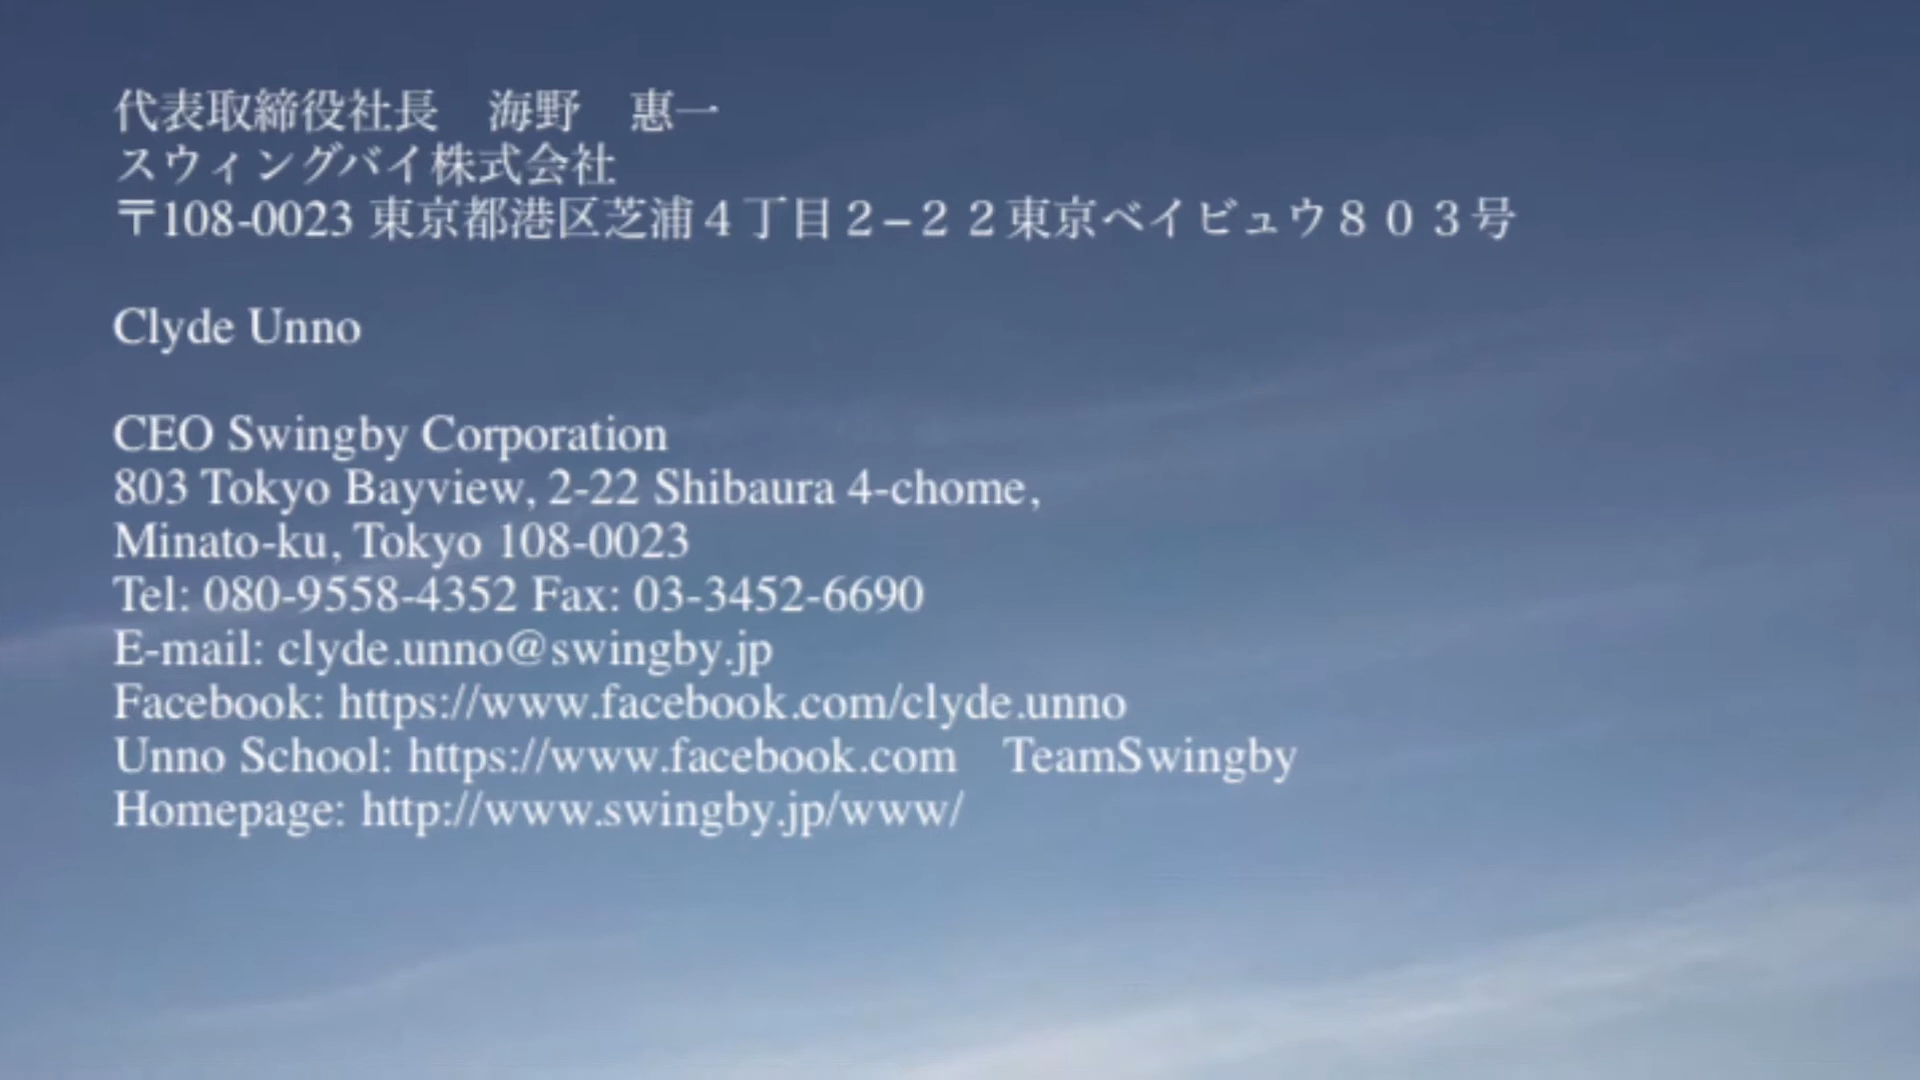 代表取締役社長　海野　惠一
スウィングバイ株式会社
〒108-0023 東京都港区芝浦４丁目２−２２東京ベイビュウ８０３号
Clyde Unno
CEO Swingby Corporation
803 Tokyo Bayview, 2-22 Shibaura 4-chome,
Minato-ku, Tokyo 108-0023
Tel: 080-9558-4352 Fax: 03-3452-6690
E-mail: clyde.unno@swingby.jp
Facebook: https://www.facebook.com/clyde.unno
Unno School: https://www.facebook.com　TeamSwingby
Homepage: http://www.swingby.jp/www/